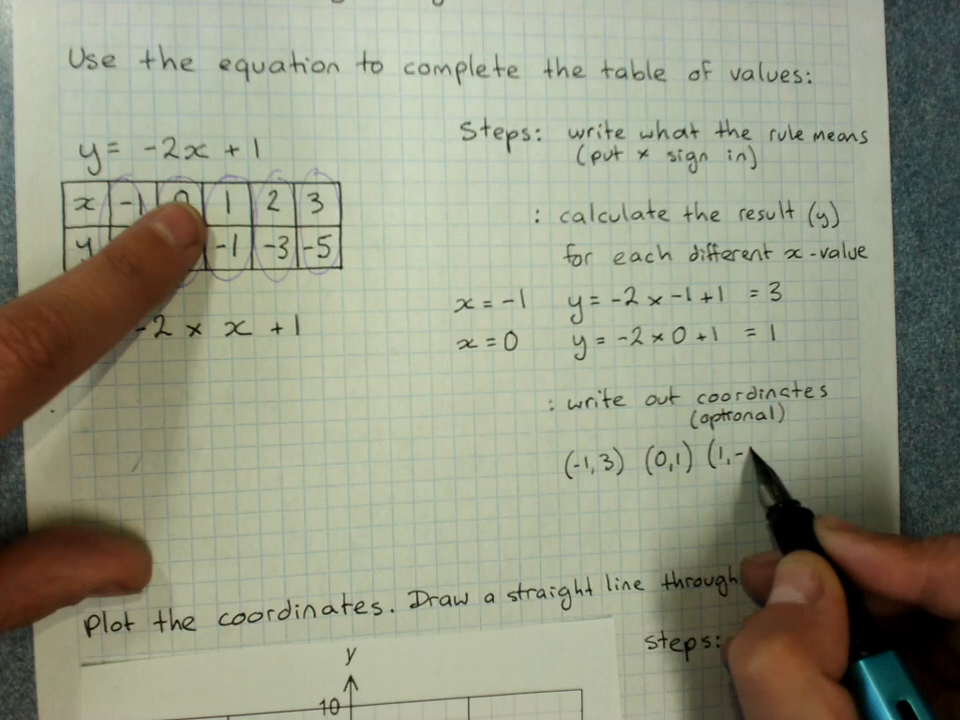 Use the equation to complete the table of values:
y = -2x + 1
x -1 0 1 2 3
y -1 -3 -5
-2 × x + 1
Steps: write what the rule means
(put × sign in)
: calculate the result (y)
for each different x-value
x = -1 y = -2 × -1 + 1 = 3
x = 0 y = -2 × 0 + 1 = 1
: write out coordinates
(optional)
(-1,3) (0,1) (1,-
Plot the coordinates. Draw a straight line through
steps:
y
10